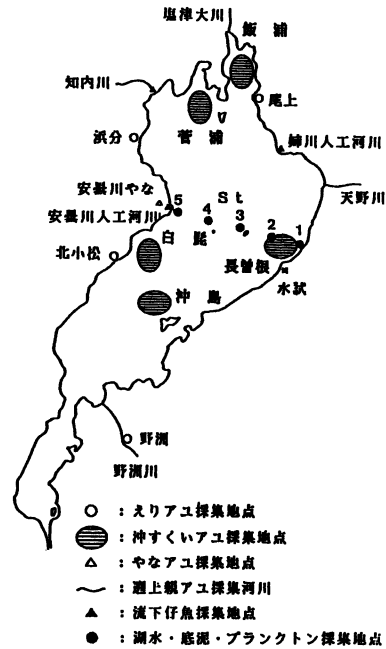 塩津大川
飯浦
知内川
尾上
菅浦
浜分
姉川人工河川
天野川
安曇川やな
安曇川人工河川
St
5
4
3
2
1
白毘
北小松
長曽根
水試
沖島
野洲
野洲川
:えりアユ採集地点
:沖すくいアユ採集地点
:やなアユ採集地点
:遡上親アユ採集河川
:流下仔魚採集地点
:湖水・底泥・プランクトン採集地点